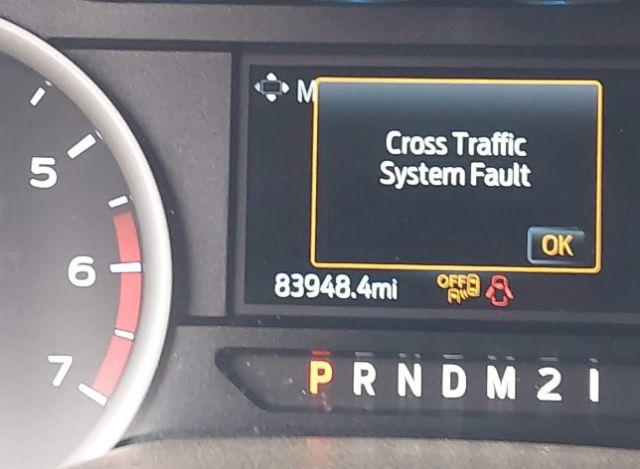 M
Cross Traffic
System Fault
OK
5
6
7
83948.4mi
OFF
P R N D M 2 1